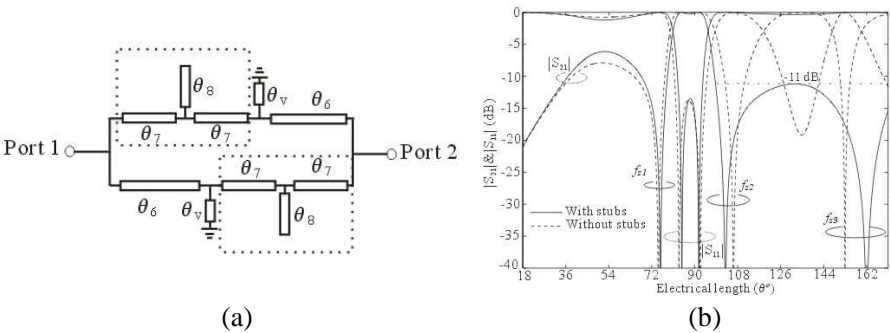 θ8
θv
θ6
θ7
θ7
Port 1
Port 2
θ6
θv
θ7
θ7
θ8
(a)
|S21|&|S11| (dB)
0
-5
-10
-15
-20
-25
-30
-35
-40
|S21|
-11 dB
fz1
fz2
fz3
With stubs
Without stubs
|S11|
18 36 54 72 90 108 126 144 162
Electrical length (θ°)
(b)